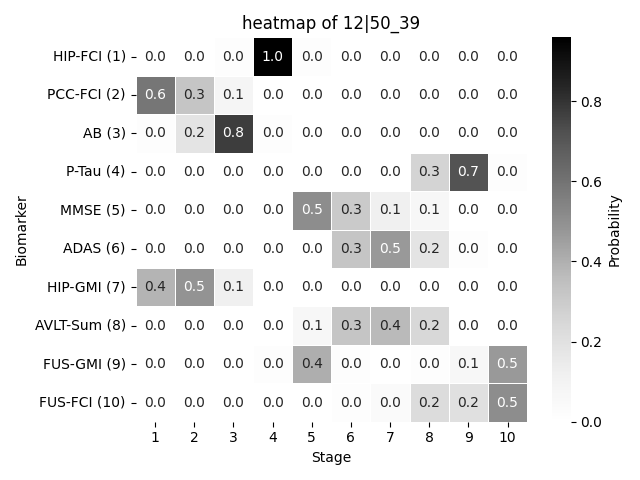 heatmap of 12|50_39
HIP-FCI (1) 0.0 0.0 0.0 1.0 0.0 0.0 0.0 0.0 0.0 0.0
PCC-FCI (2) 0.6 0.3 0.1 0.0 0.0 0.0 0.0 0.0 0.0 0.0
AB (3) 0.0 0.2 0.8 0.0 0.0 0.0 0.0 0.0 0.0 0.0
P-Tau (4) 0.0 0.0 0.0 0.0 0.0 0.0 0.0 0.3 0.7 0.0
MMSE (5) 0.0 0.0 0.0 0.0 0.5 0.3 0.1 0.1 0.0 0.0
ADAS (6) 0.0 0.0 0.0 0.0 0.0 0.3 0.5 0.2 0.0 0.0
HIP-GMI (7) 0.4 0.5 0.1 0.0 0.0 0.0 0.0 0.0 0.0 0.0
AVLT-Sum (8) 0.0 0.0 0.0 0.0 0.1 0.3 0.4 0.2 0.0 0.0
FUS-GMI (9) 0.0 0.0 0.0 0.0 0.4 0.0 0.0 0.0 0.1 0.5
FUS-FCI (10) 0.0 0.0 0.0 0.0 0.0 0.0 0.0 0.2 0.2 0.5
1 2 3 4 5 6 7 8 9 10
Stage
Biomarker
0.8
0.6
0.4
0.2
0.0
Probability